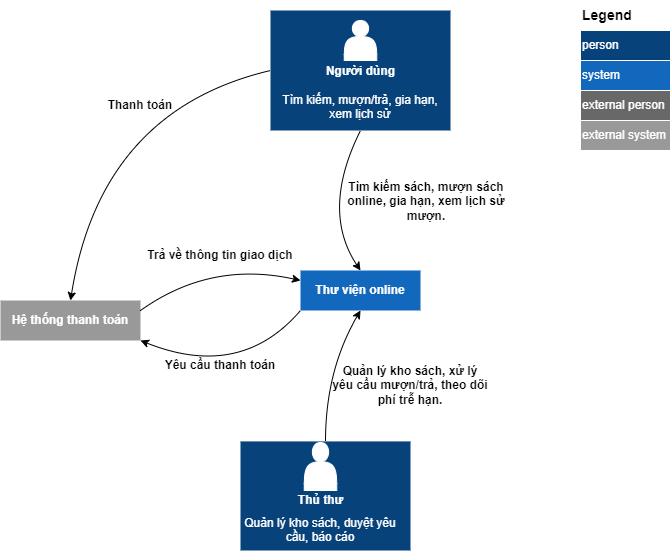 Legend
person
system
external person
external system
Người dùng
Tìm kiếm, mượn/trả, gia hạn,
xem lịch sử
Thanh toán
Tìm kiếm sách, mượn sách
online, gia hạn, xem lịch sử
mượn.
Trả về thông tin giao dịch
Thư viện online
Hệ thống thanh toán
Yêu cầu thanh toán
Quản lý kho sách, xử lý
yêu cầu mượn/trả, theo dõi
phí trễ hạn.
Thủ thư
Quản lý kho sách, duyệt yêu
cầu, báo cáo